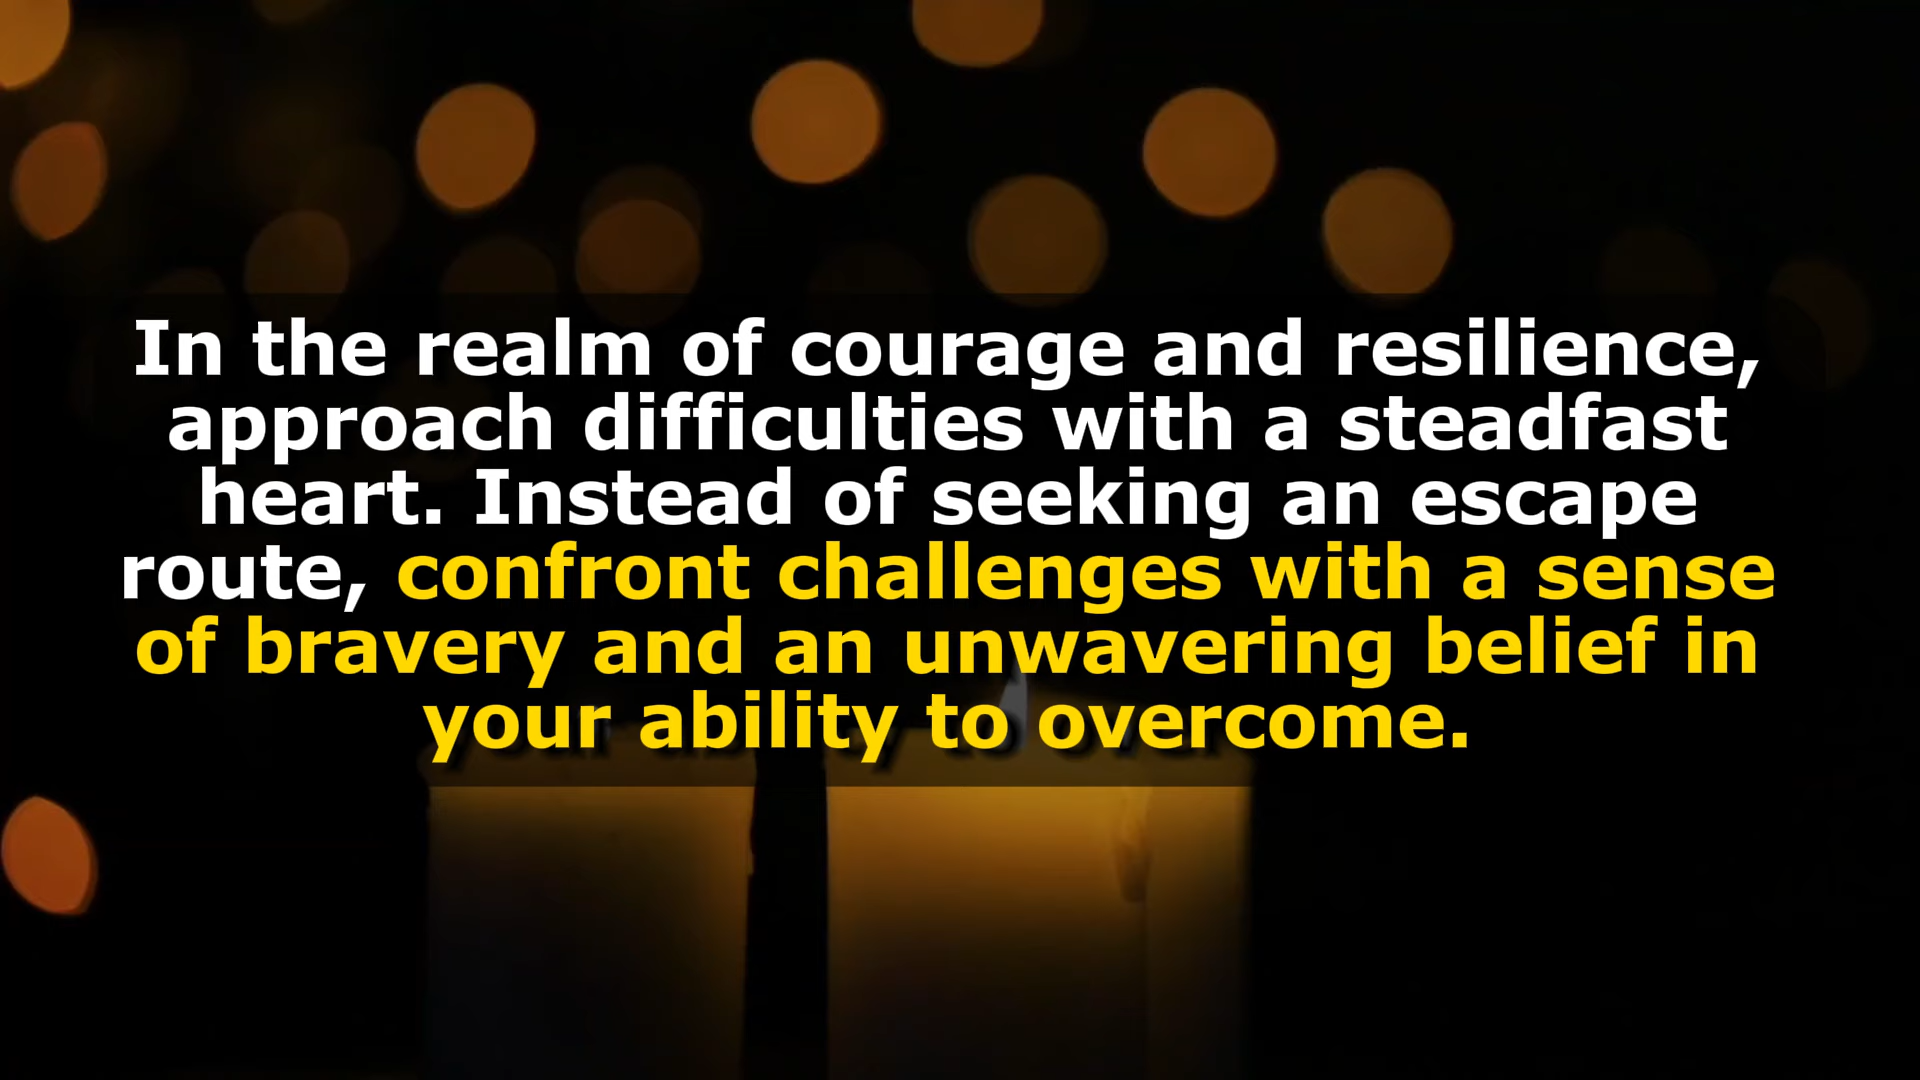 In the realm of courage and resilience,
approach difficulties with a steadfast
heart. Instead of seeking an escape
route, confront challenges with a sense
of bravery and an unwavering belief in
your ability to overcome.